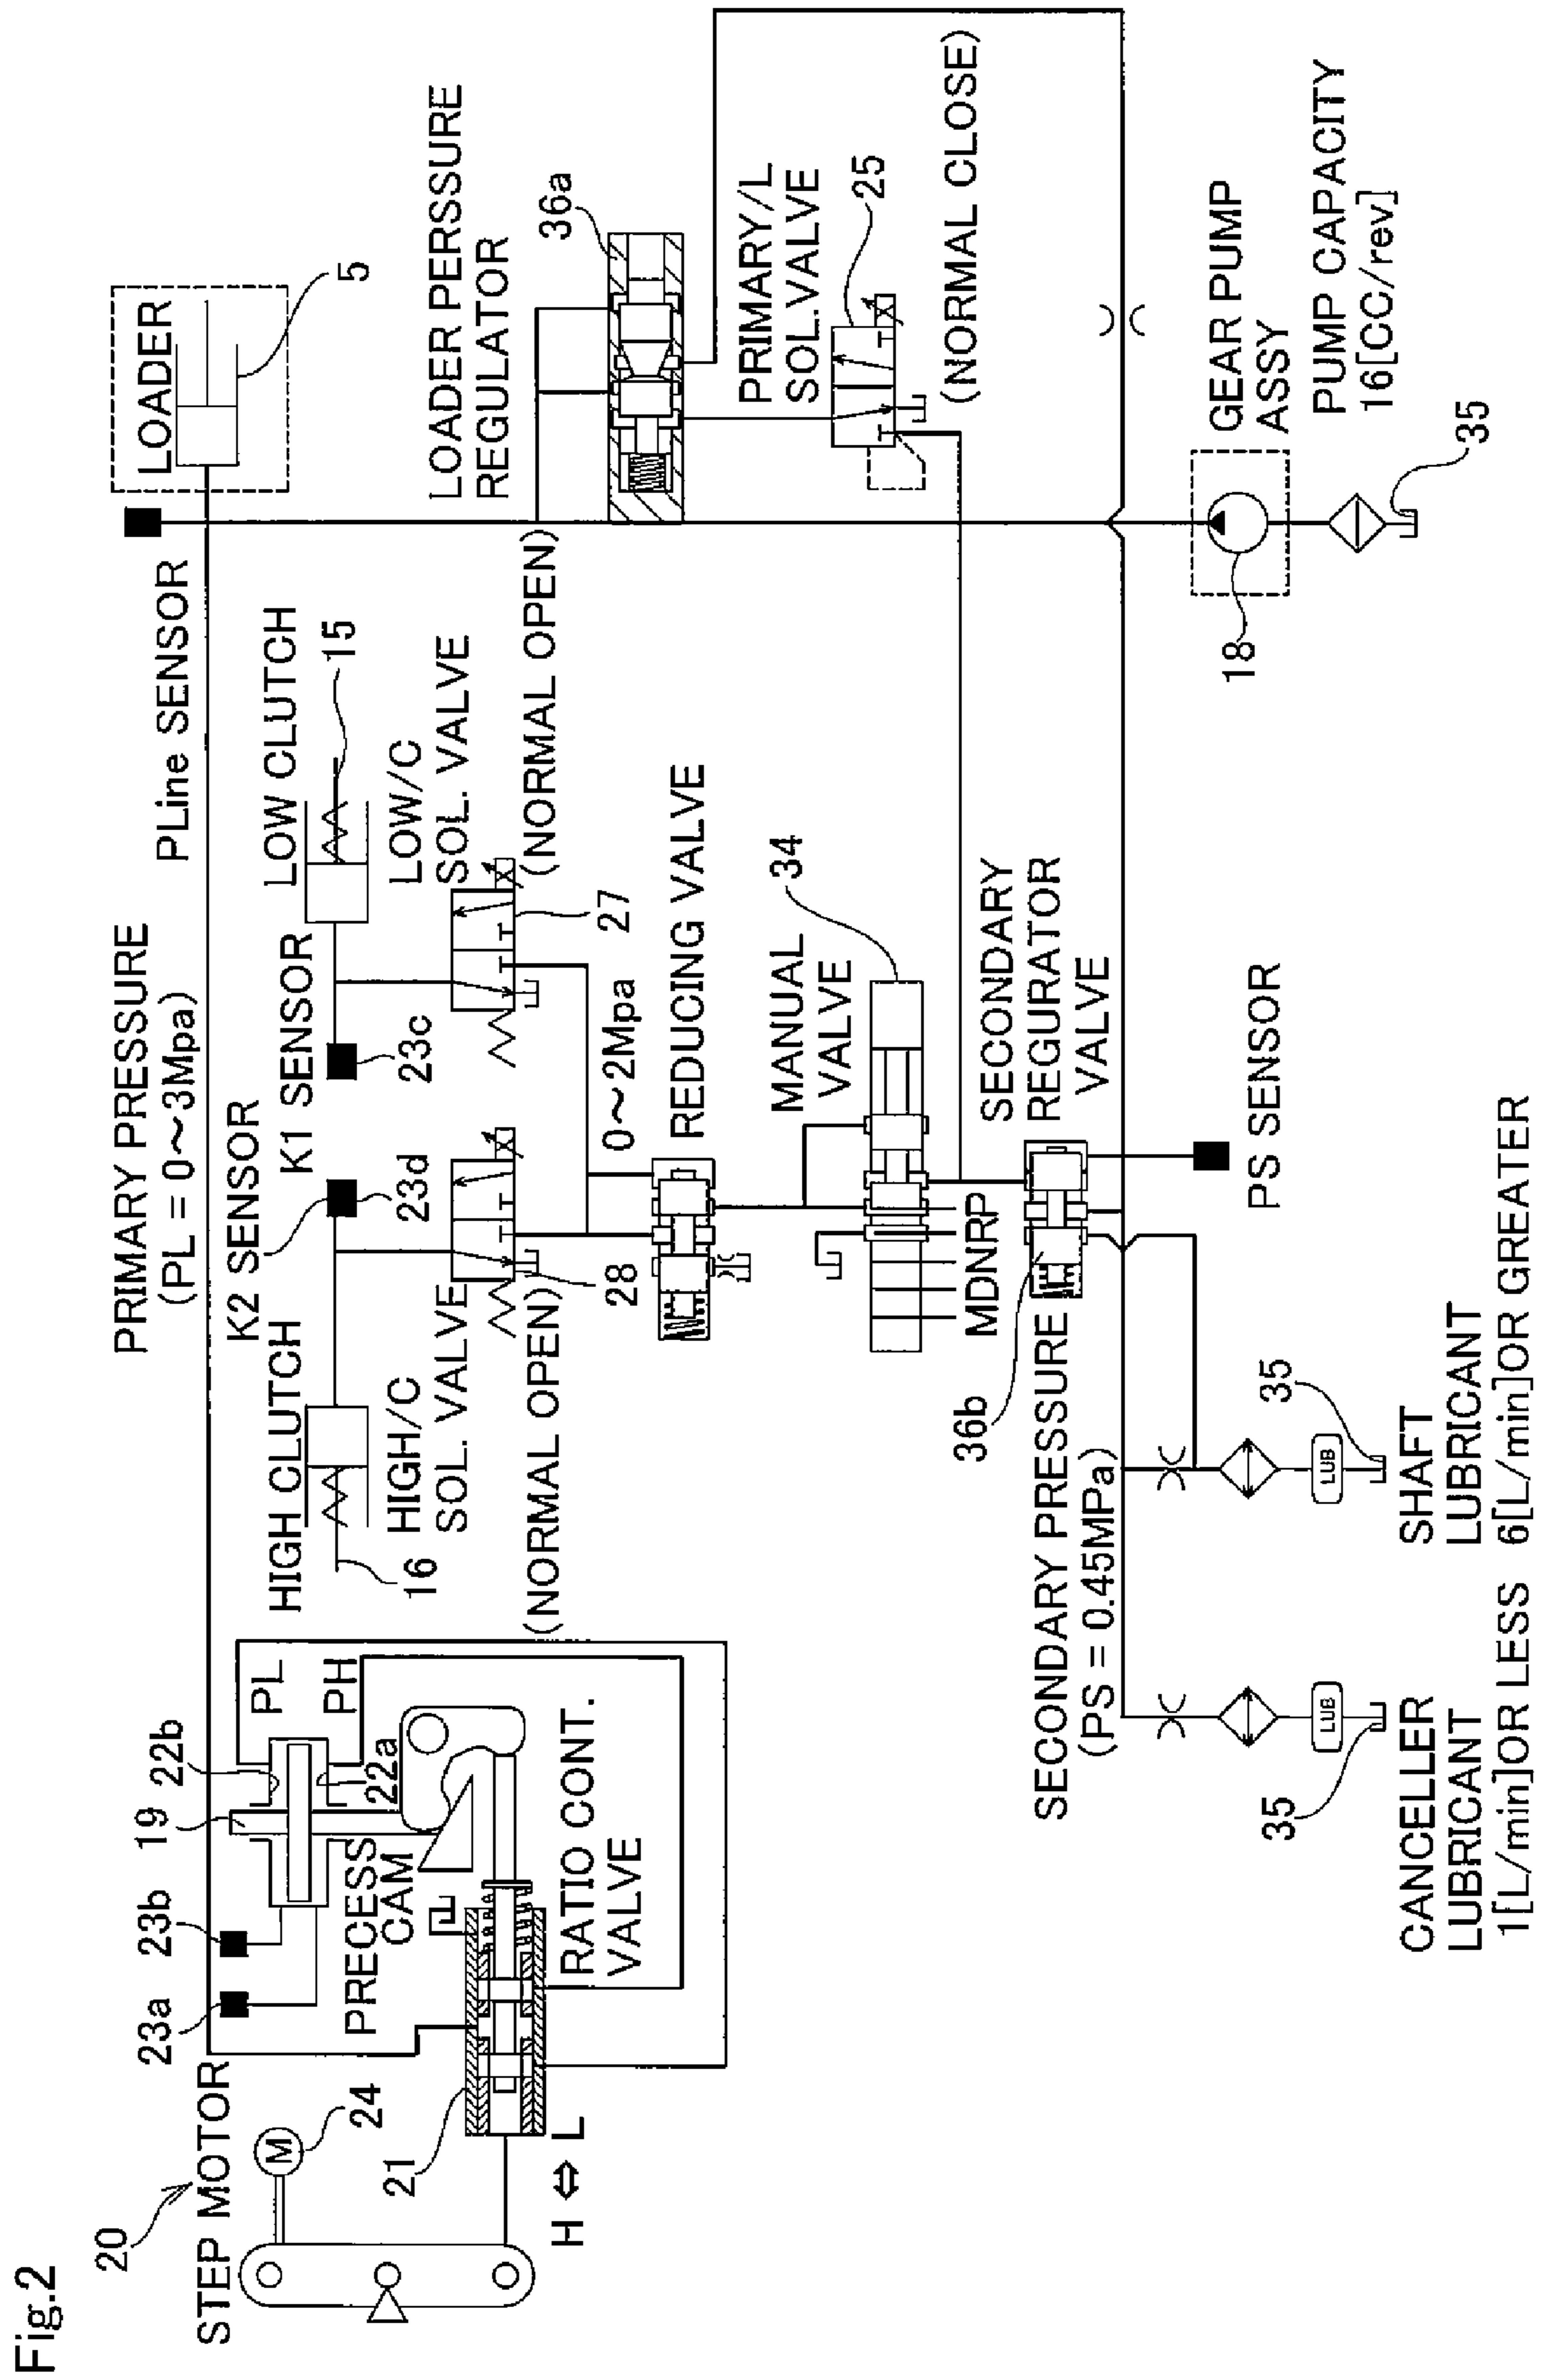 Fig.2
20
STEP MOTOR
M
24
21
H ⇔ L
23a
23b
19
22b
22a
PL
PH
PRECESS
CAM
RATIO CONT.
VALVE
PRIMARY PRESSURE
(PL = 0～3Mpa)
HIGH CLUTCH
16
K2 SENSOR
23d
HIGH/C
SOL. VALVE
(NORMAL OPEN)
28
K1 SENSOR
23c
LOW CLUTCH
15
LOW/C
SOL. VALVE
(NORMAL OPEN)
27
0～2Mpa
REDUCING VALVE
MANUAL
VALVE
34
MDNRP
SECONDARY
REGURATOR
VALVE
36b
PS SENSOR
SECONDARY PRESSURE
(PS = 0.45MPa)
PLine SENSOR
LOADER
5
LOADER PERSSURE
REGULATOR
36a
PRIMARY/L
SOL.VALVE
25
(NORMAL CLOSE)
GEAR PUMP
ASSY
18
PUMP CAPACITY
16[CC/rev]
35
LUB
35
CANCELLER
LUBRICANT
1[L/min]OR LESS
LUB
35
SHAFT
LUBRICANT
6[L/min]OR GREATER